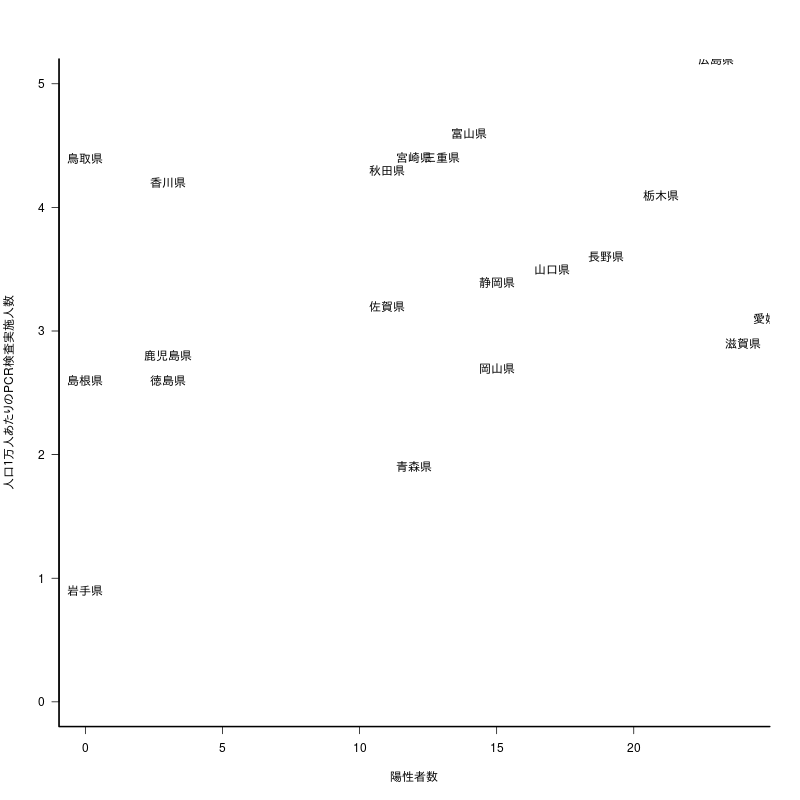 広島県
5
富山県
鳥取県
宮崎県
三重県
秋田県
香川県
栃木県
4
長野県
山口県
静岡県
佐賀県
愛
3
滋賀県
鹿児島県
岡山県
島根県
徳島県
青森県
2
岩手県
1
0
人口1万人あたりのPCR検査実施人数
0
5
10
15
20
陽性者数